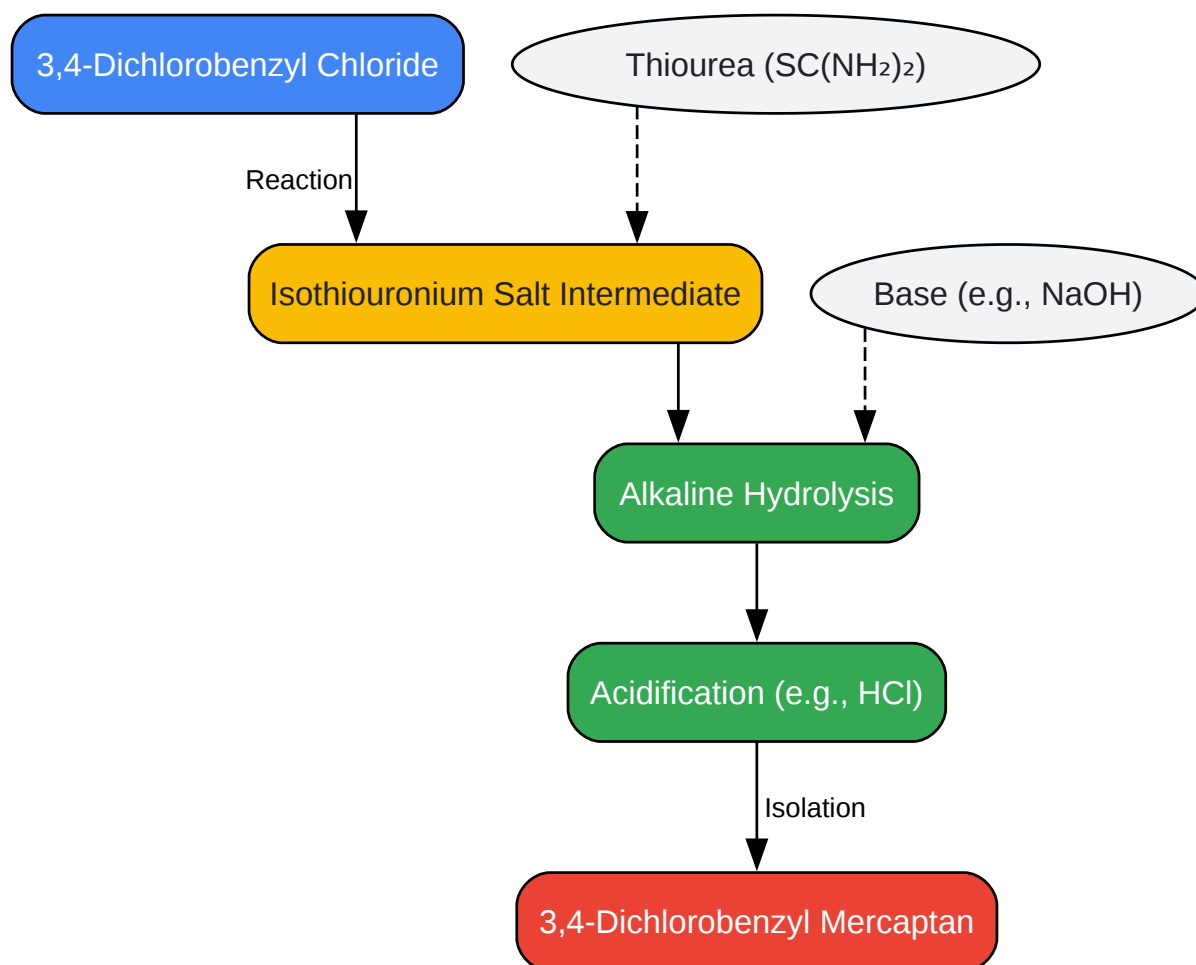 3,4-Dichlorobenzyl Chloride
Thiourea (SC(NH₂)₂)
Reaction
Isothiouronium Salt Intermediate
Base (e.g., NaOH)
Alkaline Hydrolysis
Acidification (e.g., HCl)
Isolation
3,4-Dichlorobenzyl Mercaptan